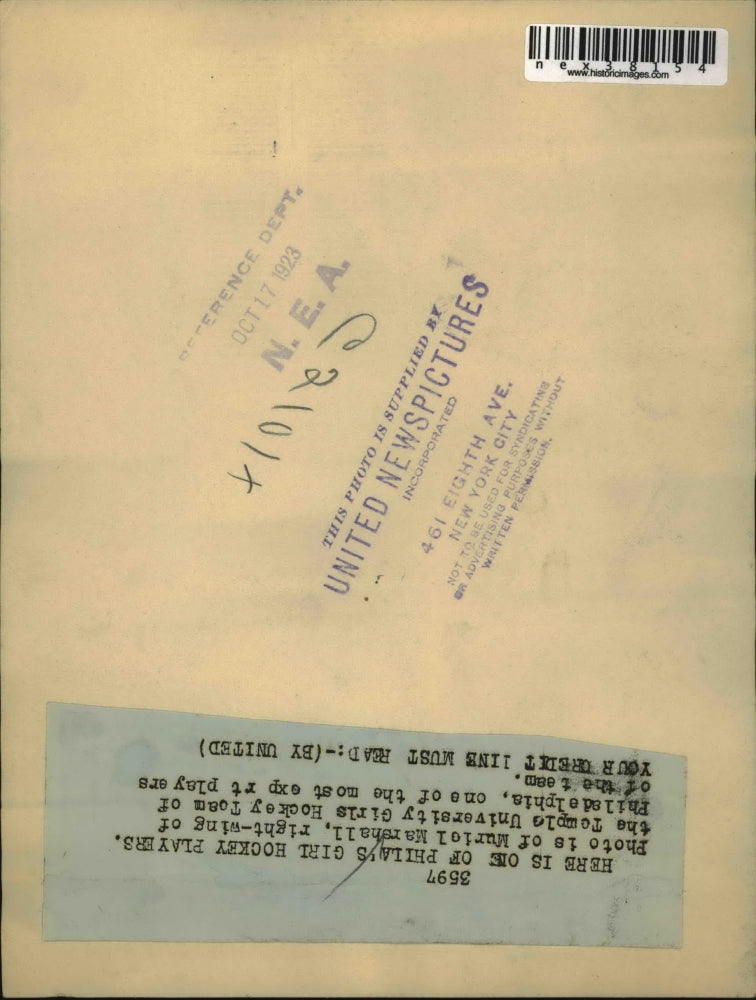 nex38154
www.historicimages.com
REFERENCE DEPT.
OCT 17 1923
N. E. A.
THIS PHOTO IS SUPPLIED BY
UNITED NEWSPICTURES
INCORPORATED
461 EIGHTH AVE.
NEW YORK CITY
NOT TO BE USED FOR SYNDICATING
OR ADVERTISING PURPOSES WITHOUT
WRITTEN PERMISSION.
3597
HERE IS ONE OF PHILA'S GIRL HOCKEY PLAYERS.
Photo is of Muriel Marshall, right-wing of
the Temple University Girls Hockey Team of
Philadelphia, one of the most exp rt players
of the team.
YOUR CREDIT LINE MUST READ:-(BY UNITED)